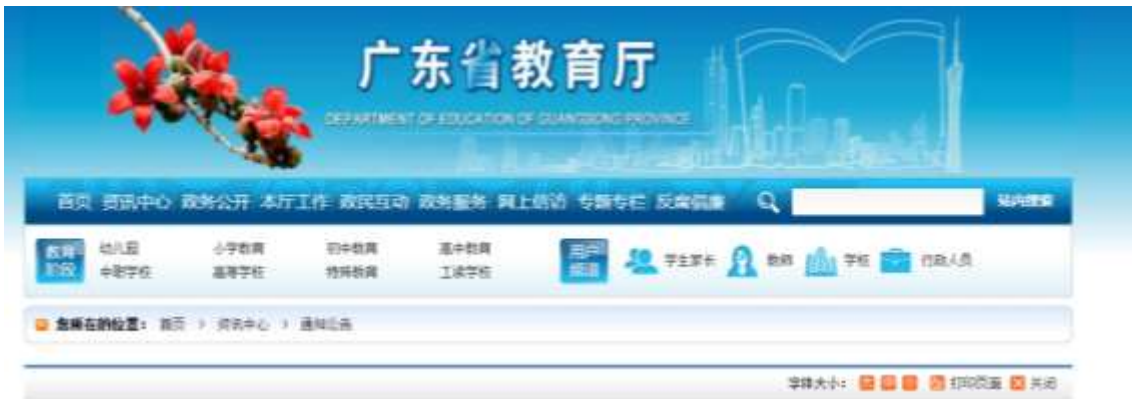 广东省教育厅
DEPARTMENT OF EDUCATION OF GUANGDONG PROVINCE
首页 资讯中心 政务公开 本厅工作 政民互动 政务服务 网上信访 专题专栏 反腐倡廉 站内搜索
教育 幼儿园 小学教育 初中教育 高中教育 用户 学生家长 教师 学校 行政人员
阶段 中职学校 高等学校 特殊教育 工读学校 频道
您所在的位置： 首页 > 资讯中心 > 通知公告
字体大小： 打印页面 关闭